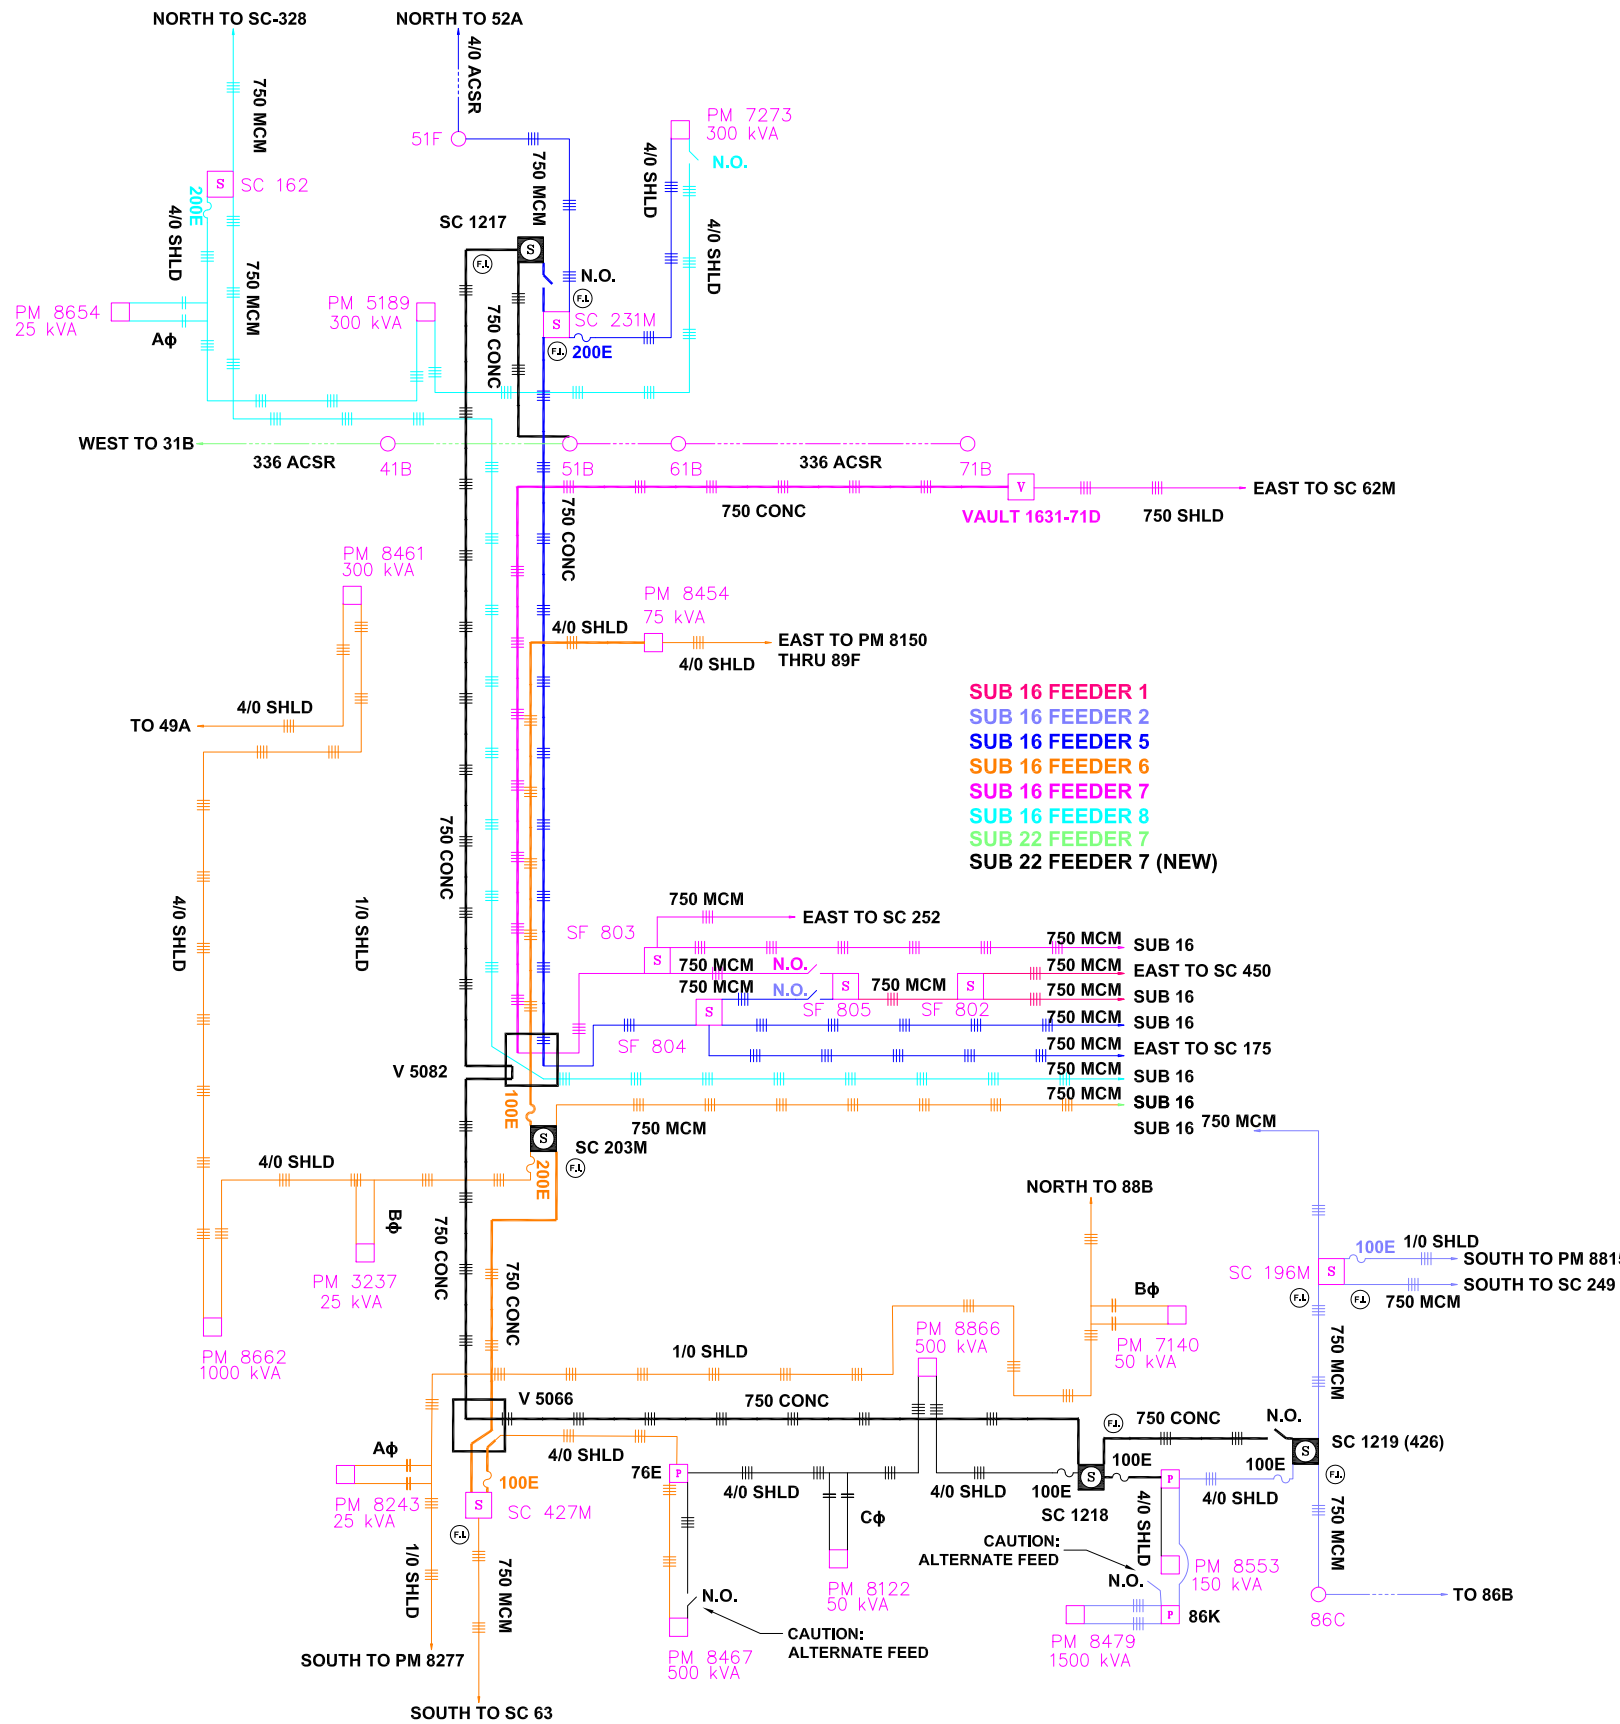 NORTH TO SC-328
NORTH TO 52A
4/0 ACSR
750 MCM
51F
PM 7273
300 kVA
N.O.
4/0 SHLD
750 MCM
S
SC 162
200E
4/0 SHLD
SC 1217
S
4/0 SHLD
750 MCM
F.I.
N.O.
F.I.
PM 8654
25 kVA
Aϕ
PM 5189
300 kVA
750 CONC
S
SC 231M
F.I.
200E
WEST TO 31B
336 ACSR
41B
51B
61B
336 ACSR
71B
V
EAST TO SC 62M
750 CONC
VAULT 1631-71D
750 SHLD
750 CONC
PM 8461
300 kVA
PM 8454
75 kVA
4/0 SHLD
EAST TO PM 8150
THRU 89F
4/0 SHLD
4/0 SHLD
TO 49A
SUB 16 FEEDER 1
SUB 16 FEEDER 2
SUB 16 FEEDER 5
SUB 16 FEEDER 6
SUB 16 FEEDER 7
SUB 16 FEEDER 8
SUB 22 FEEDER 7
SUB 22 FEEDER 7 (NEW)
750 CONC
4/0 SHLD
1/0 SHLD
750 MCM
EAST TO SC 252
SF 803
S
750 MCM
SUB 16
750 MCM
N.O.
750 MCM
EAST TO SC 450
750 MCM
N.O.
S
750 MCM
S
SUB 16
S
SF 805
SF 802
750 MCM
SUB 16
SF 804
750 MCM
EAST TO SC 175
V 5082
750 MCM
SUB 16
100E
750 MCM
SUB 16
750 MCM
SUB 16
750 MCM
S
SC 203M
F.I.
200E
4/0 SHLD
Bϕ
PM 3237
25 kVA
750 CONC
750 CONC
NORTH TO 88B
100E
1/0 SHLD
SOUTH TO PM 8815
SC 196M
S
SOUTH TO SC 249
F.I.
F.I.
750 MCM
Bϕ
PM 7140
50 kVA
PM 8662
1000 kVA
1/0 SHLD
PM 8866
500 kVA
750 MCM
V 5066
750 CONC
F.I.
750 CONC
N.O.
SC 1219 (426)
S
F.I.
Aϕ
4/0 SHLD
76E
P
100E
100E
100E
S
P
100E
PM 8243
25 kVA
S
SC 427M
F.I.
4/0 SHLD
4/0 SHLD
SC 1218
4/0 SHLD
Cϕ
4/0 SHLD
750 MCM
CAUTION:
ALTERNATE FEED
PM 8553
150 kVA
1/0 SHLD
750 MCM
N.O.
PM 8122
50 kVA
N.O.
TO 86B
86C
P
86K
PM 8479
1500 kVA
CAUTION:
ALTERNATE FEED
PM 8467
500 kVA
SOUTH TO PM 8277
SOUTH TO SC 63
750 MCM
4/0 SHLD
750 CONC